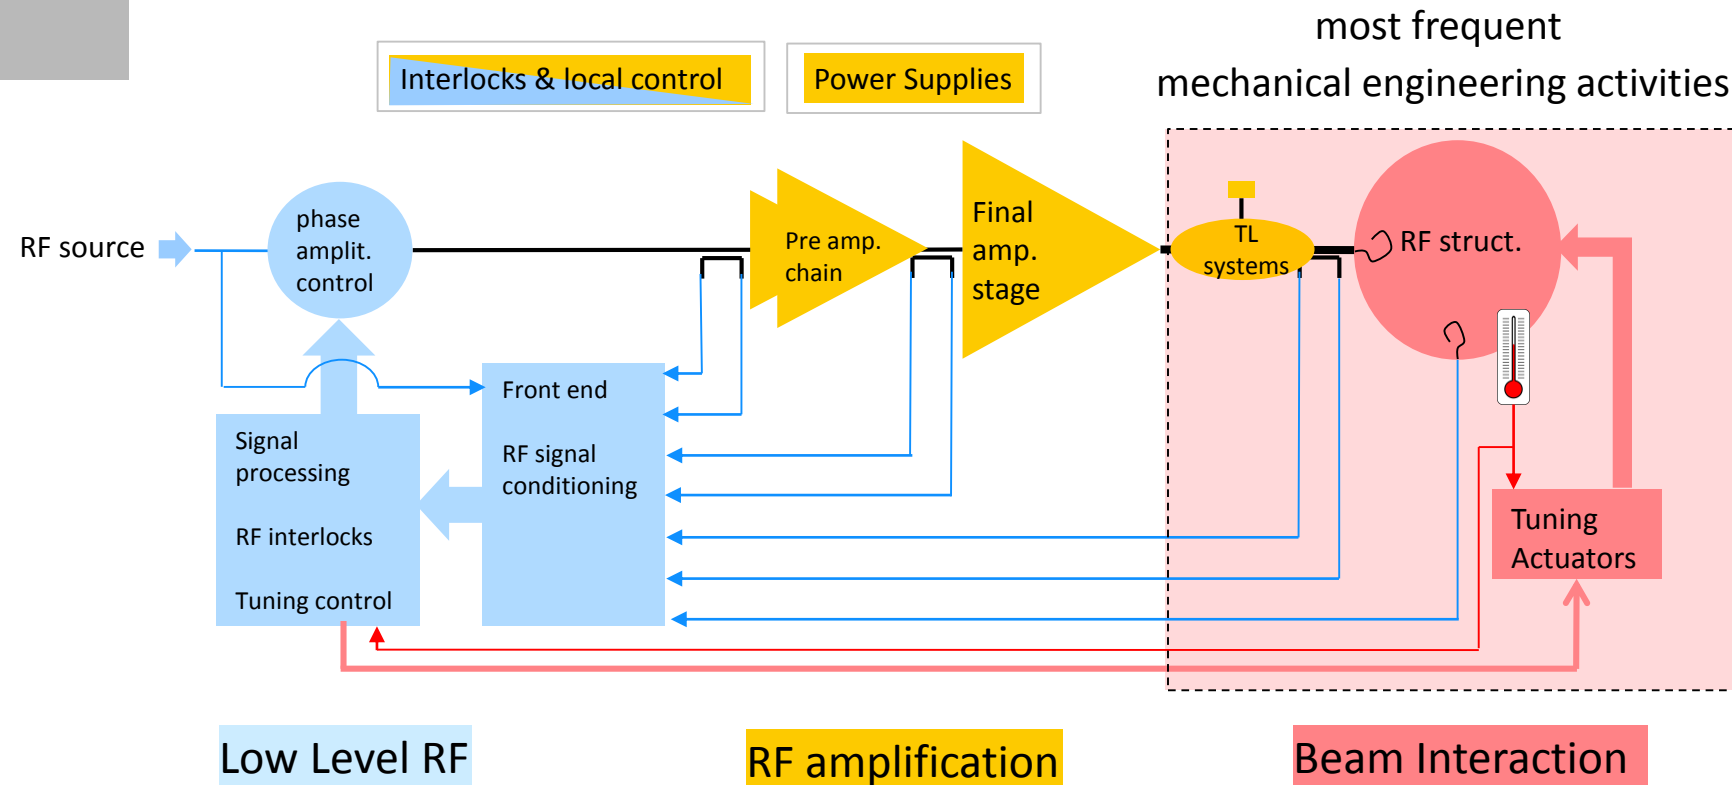 most frequent
mechanical engineering activities
Interlocks & local control
Power Supplies
RF source
phase
amplit.
control
Pre amp.
chain
Final
amp.
stage
TL
systems
RF struct.
Front end
RF signal
conditioning
Signal
processing
RF interlocks
Tuning control
Tuning
Actuators
Low Level RF
RF amplification
Beam Interaction